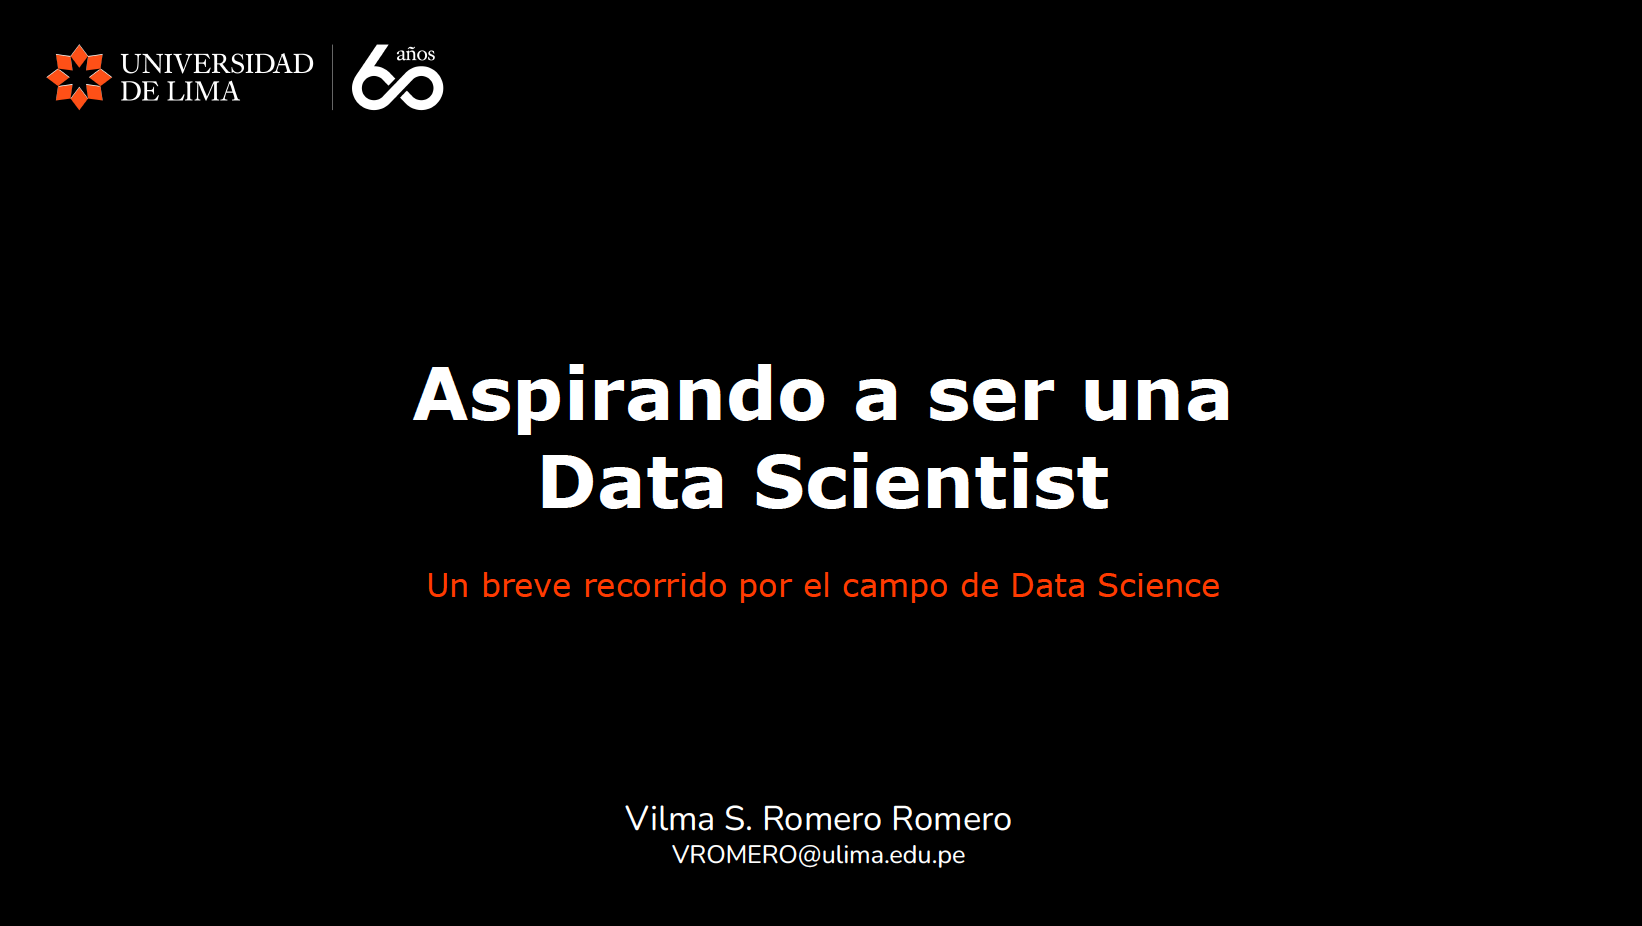 UNIVERSIDAD
DE LIMA
60 años
Aspirando a ser una
Data Scientist
Un breve recorrido por el campo de Data Science
Vilma S. Romero Romero
VROMERO@ulima.edu.pe